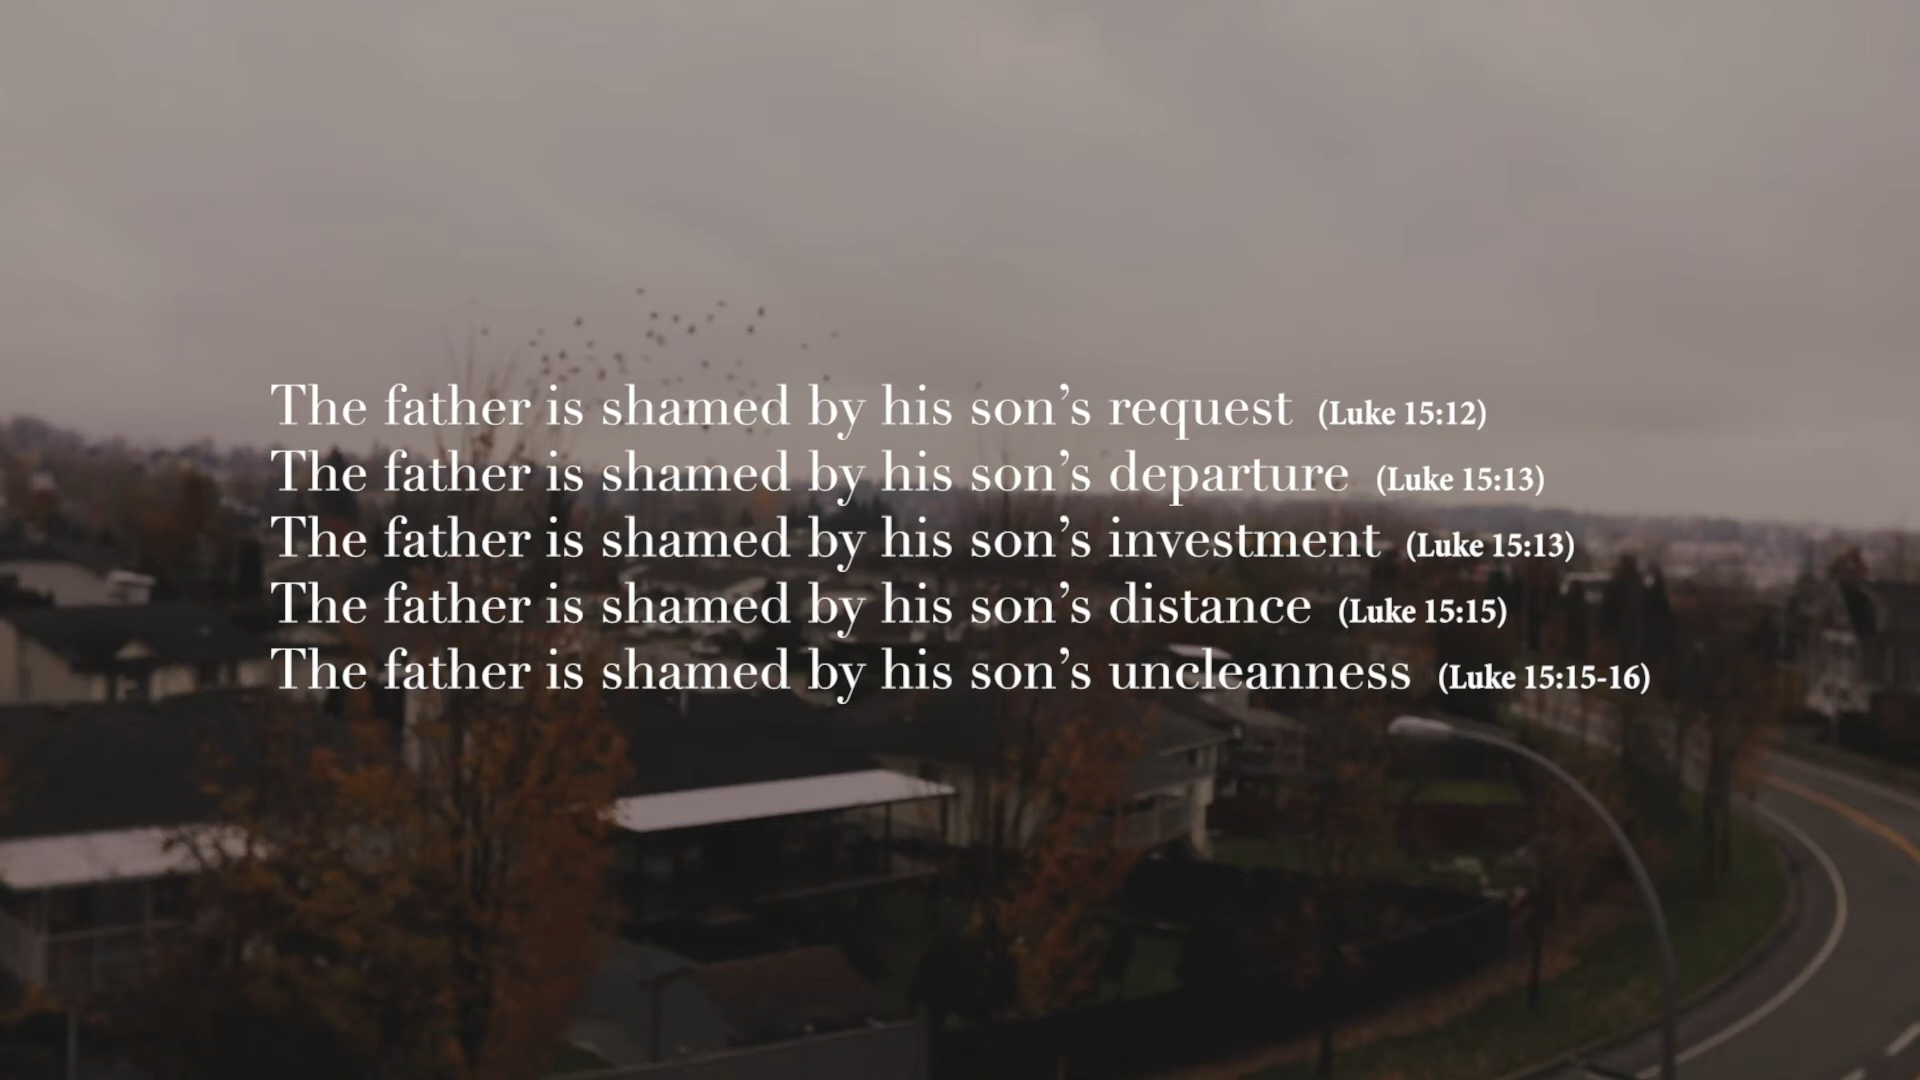 The father is shamed by his son’s request (Luke 15:12)
The father is shamed by his son’s departure (Luke 15:13)
The father is shamed by his son’s investment (Luke 15:13)
The father is shamed by his son’s distance (Luke 15:15)
The father is shamed by his son’s uncleanness (Luke 15:15-16)